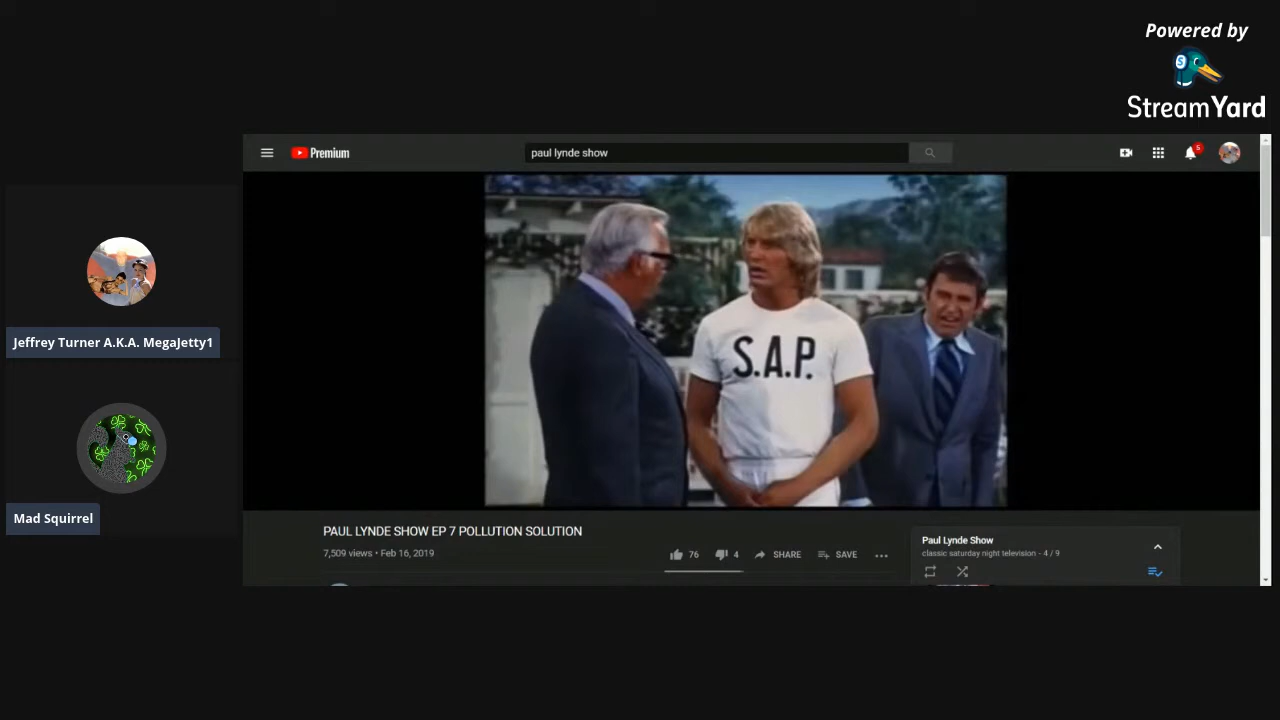 Powered by
StreamYard
Premium
paul lynde show
5
S.A.P.
Jeffrey Turner A.K.A. MegaJetty1
Mad Squirrel
PAUL LYNDE SHOW EP 7 POLLUTION SOLUTION
7,509 views • Feb 16, 2019
76
4
SHARE
SAVE
Paul Lynde Show
classic saturday night television - 4 / 9